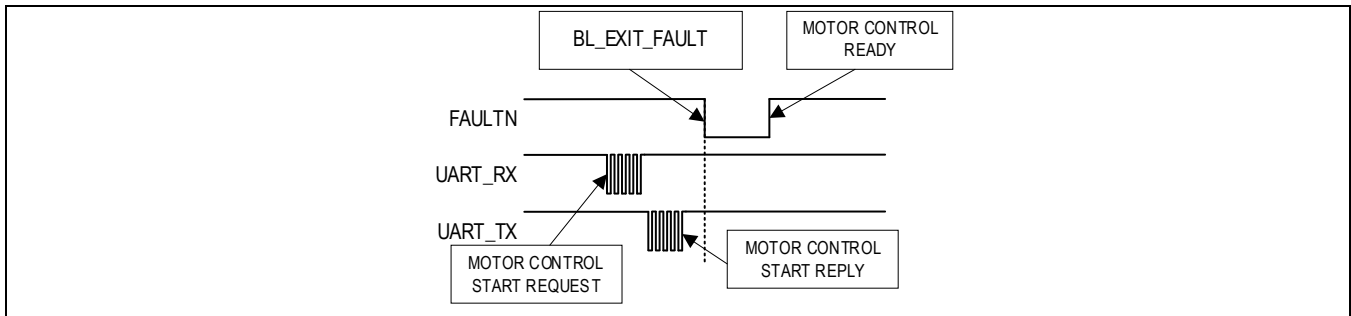 BL_EXIT_FAULT
MOTOR CONTROL
READY
FAULTN
UART_RX
UART_TX
MOTOR CONTROL
START REQUEST
MOTOR CONTROL
START REPLY